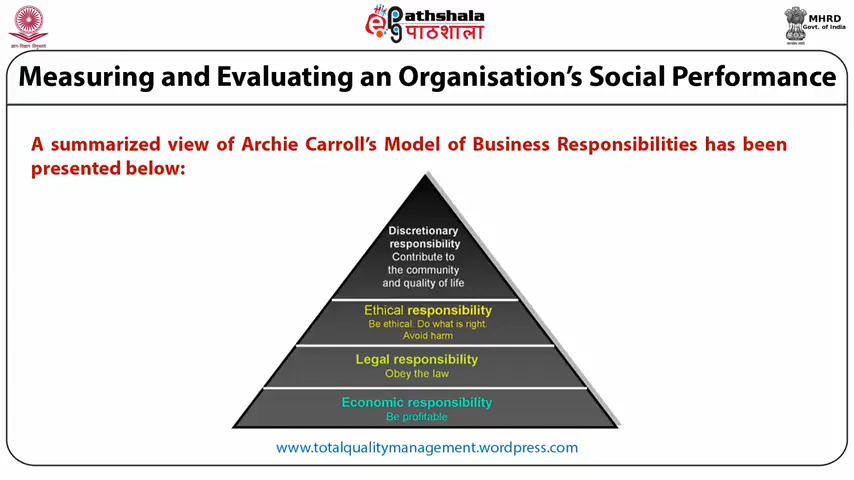 Pathshala
पाठशाला
MHRD
Govt. of India
Measuring and Evaluating an Organisation's Social Performance
A summarized view of Archie Carroll's Model of Business Responsibilities has been
presented below:
Discretionary
responsibility
Contribute to
the community
and quality of life
Ethical responsibility
Be ethical. Do what is right.
Avoid harm
Legal responsibility
Obey the law
Economic responsibility
Be profitable
www.totalqualitymanagement.wordpress.com